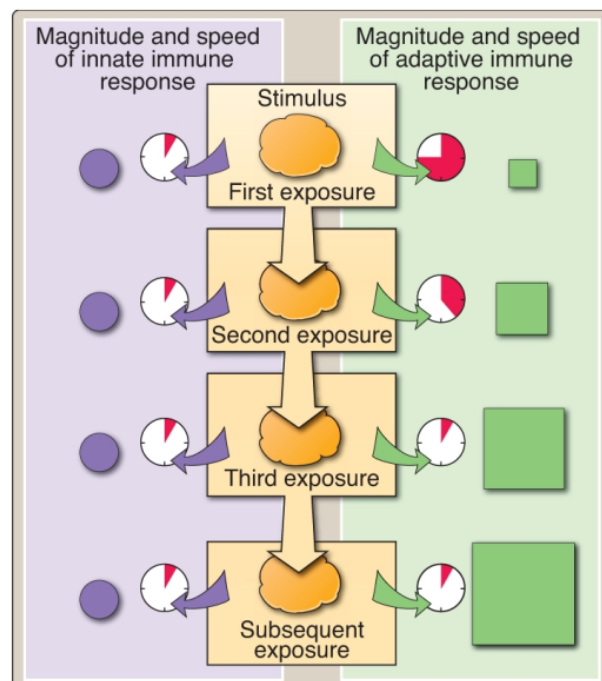 Magnitude and speed
of innate immune
response
Magnitude and speed
of adaptive immune
response
Stimulus
First exposure
Second exposure
Third exposure
Subsequent
exposure